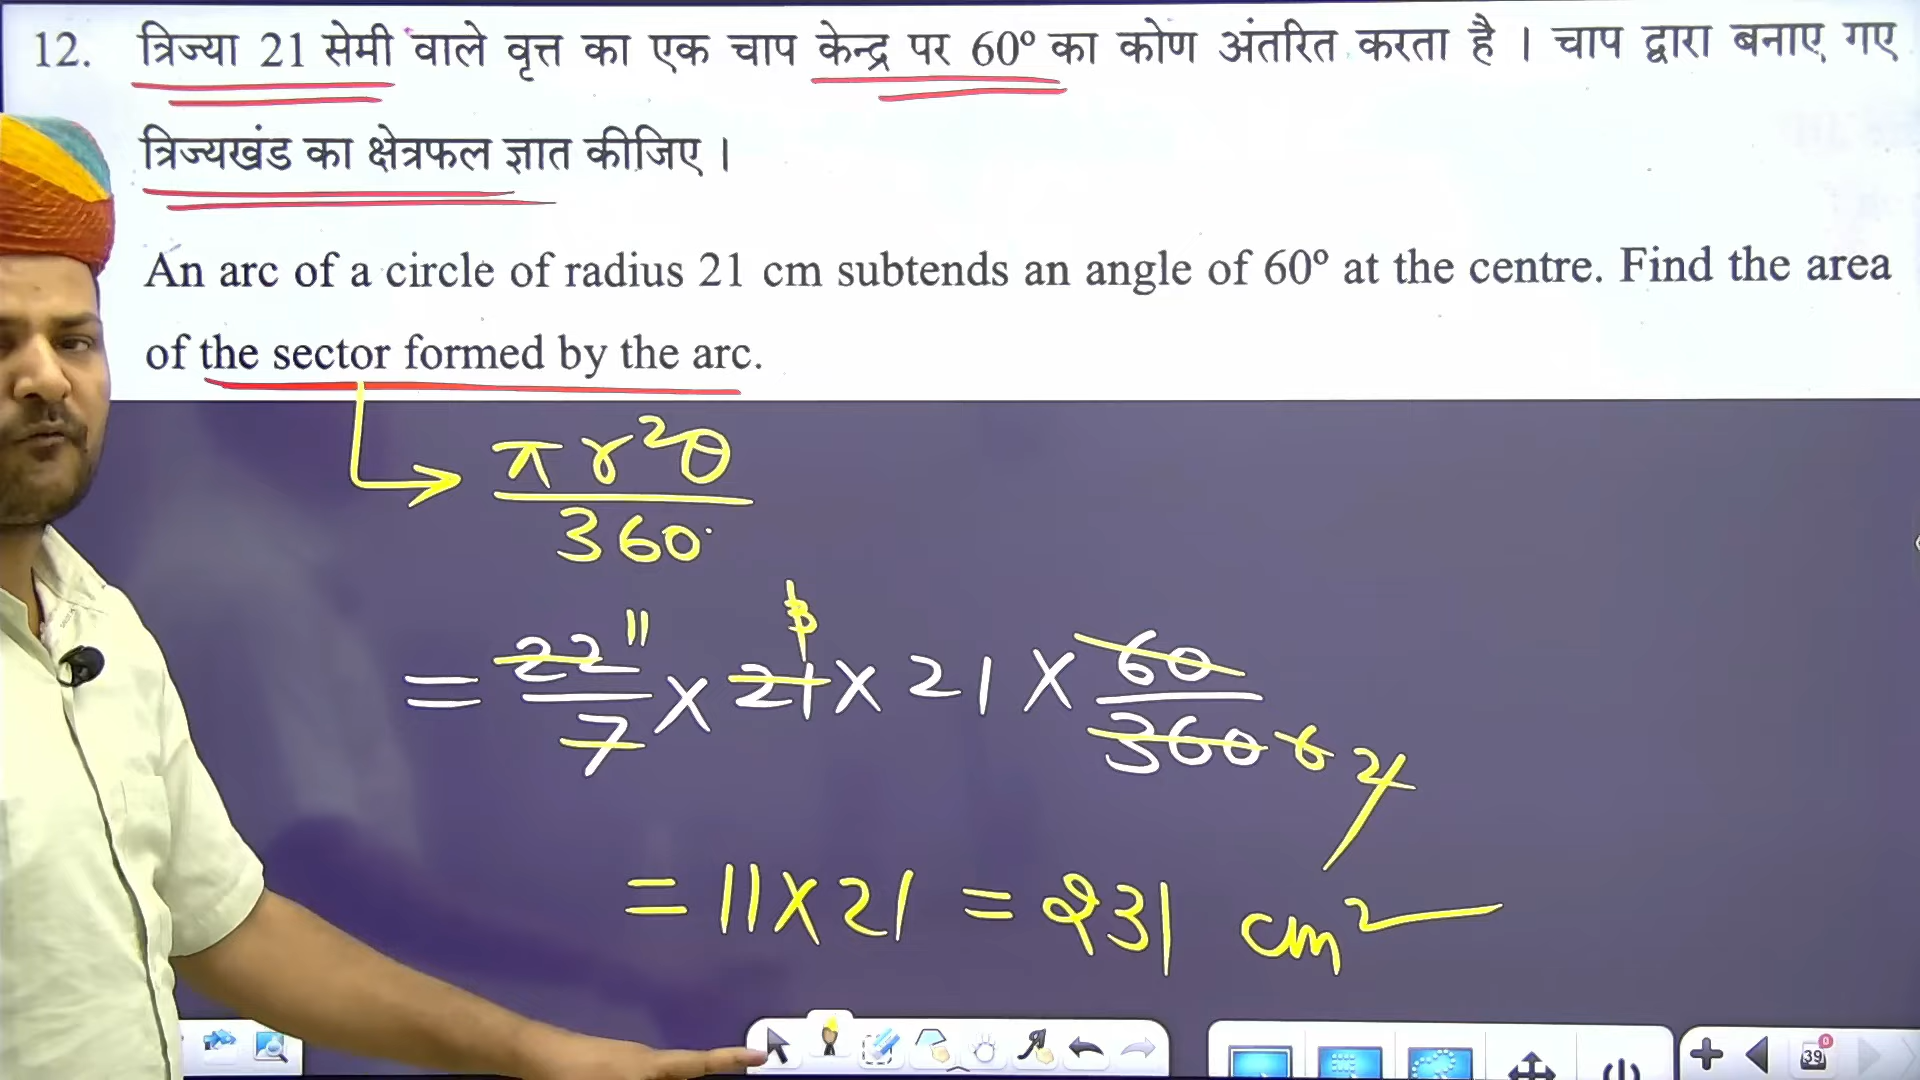 12. त्रिज्या 21 सेमी वाले वृत्त का एक चाप केन्द्र पर 60° का कोण अंतरित करता है । चाप द्वारा बनाए गए
त्रिज्यखंड का क्षेत्रफल ज्ञात कीजिए ।
An arc of a circle of radius 21 cm subtends an angle of 60° at the centre. Find the area
of the sector formed by the arc.
πr²θ
360°
= 22/7 × 21 × 21 × 60/360
11 3 6 2
= 11×21 = 231 cm²
39